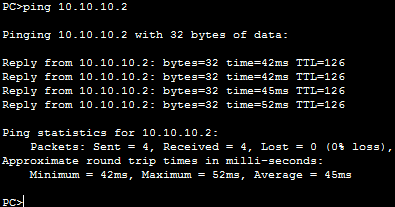 PC>ping 10.10.10.2
Pinging 10.10.10.2 with 32 bytes of data:
Reply from 10.10.10.2: bytes=32 time=42ms TTL=126
Reply from 10.10.10.2: bytes=32 time=42ms TTL=126
Reply from 10.10.10.2: bytes=32 time=45ms TTL=126
Reply from 10.10.10.2: bytes=32 time=52ms TTL=126
Ping statistics for 10.10.10.2:
Packets: Sent = 4, Received = 4, Lost = 0 (0% loss),
Approximate round trip times in milli-seconds:
Minimum = 42ms, Maximum = 52ms, Average = 45ms
PC>